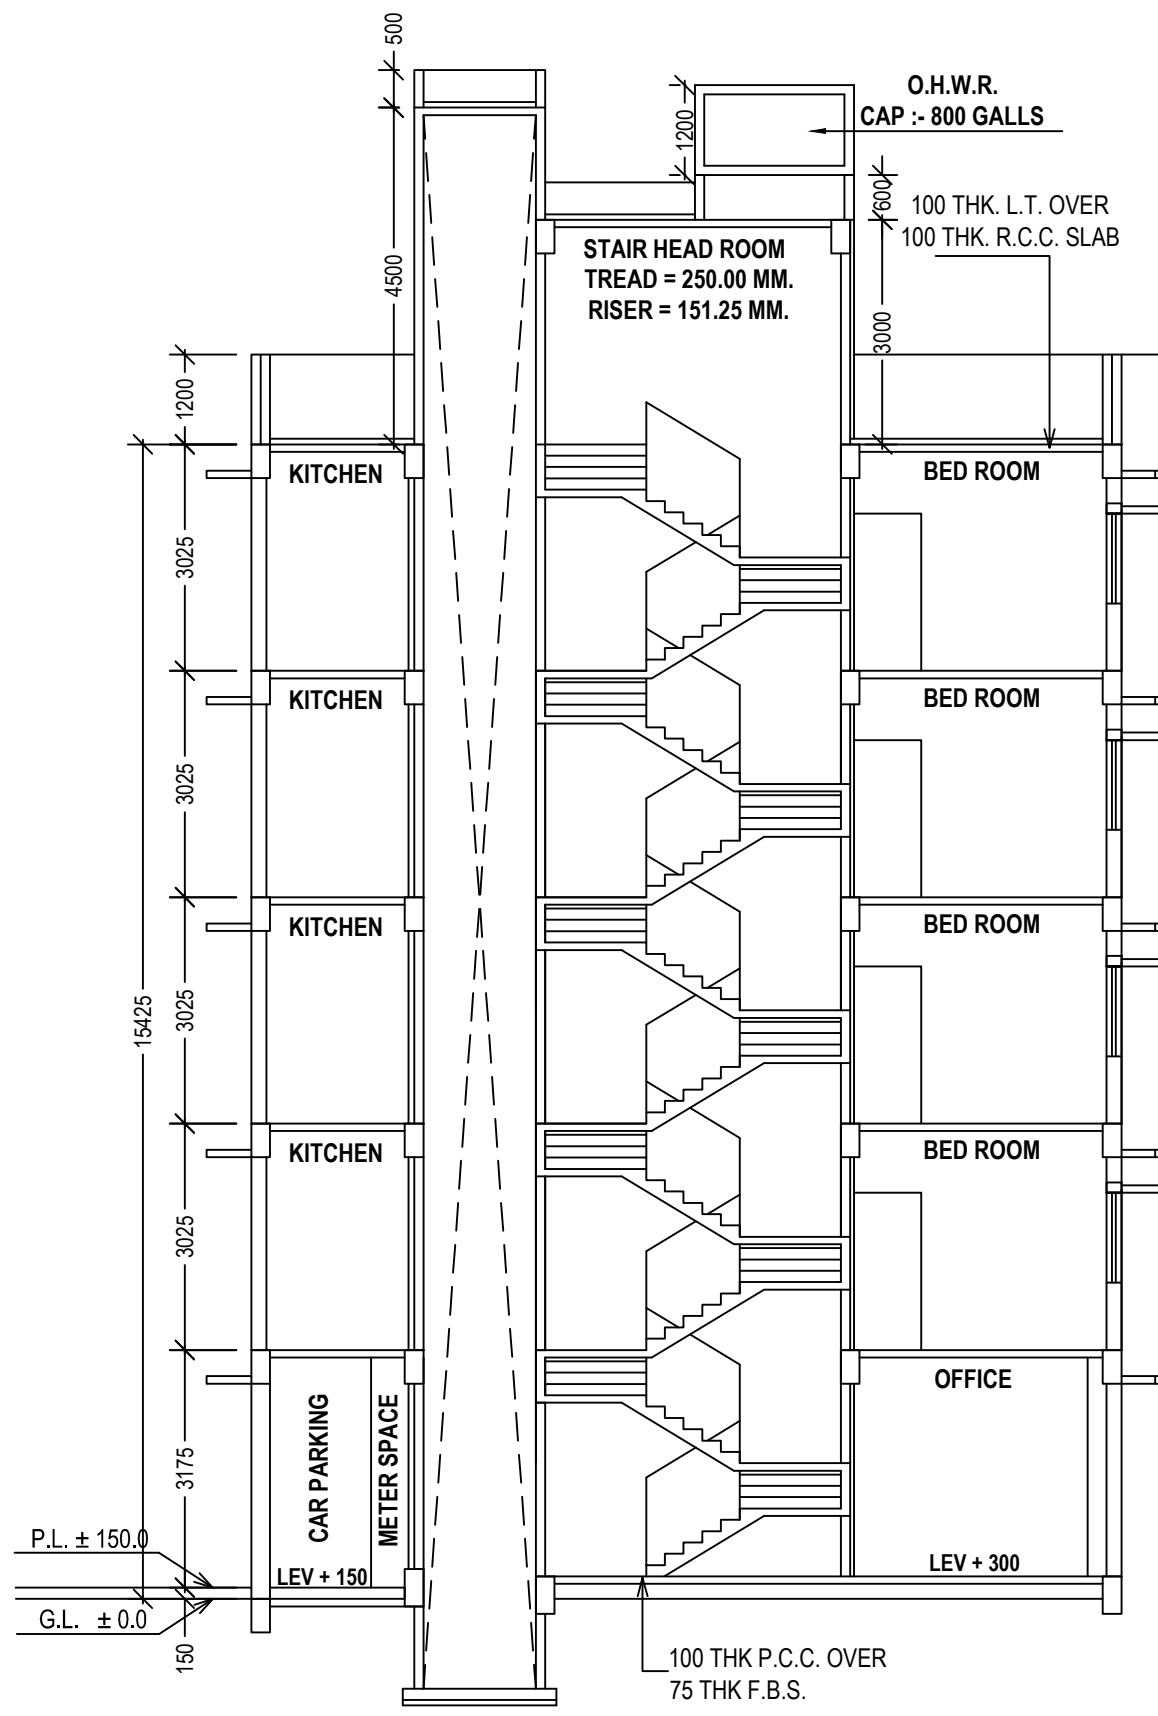 500
O.H.W.R.
CAP :- 800 GALLS
1200
600
100 THK. L.T. OVER
100 THK. R.C.C. SLAB
STAIR HEAD ROOM
TREAD = 250.00 MM.
RISER = 151.25 MM.
4500
3000
1200
KITCHEN
BED ROOM
3025
KITCHEN
BED ROOM
3025
KITCHEN
BED ROOM
3025
15425
KITCHEN
BED ROOM
3025
OFFICE
CAR PARKING
METER SPACE
3175
P.L. ± 150.0
LEV + 150
LEV + 300
G.L. ± 0.0
150
100 THK P.C.C. OVER
75 THK F.B.S.